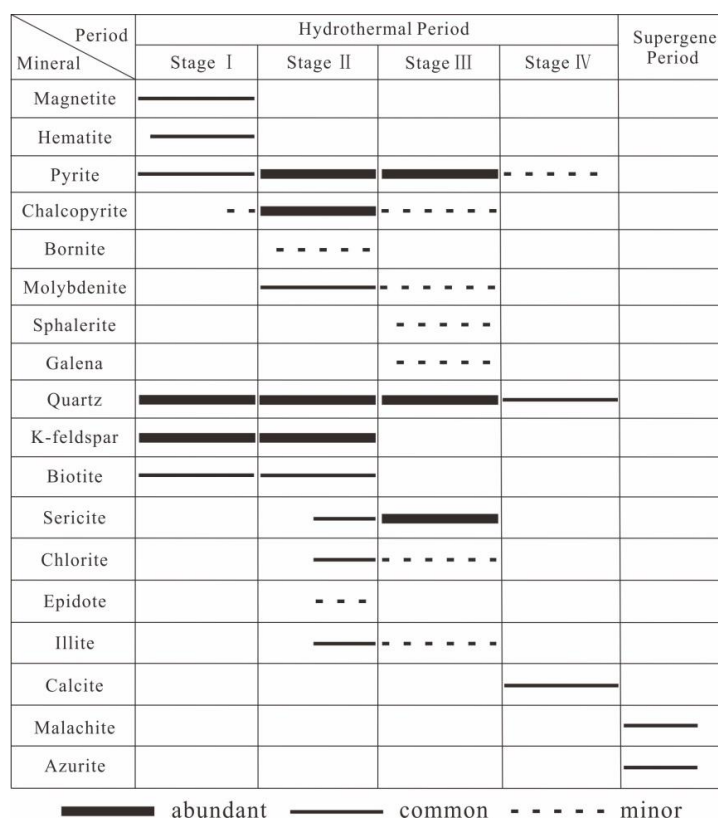 Period
Mineral
Hydrothermal Period
Supergene
Period
Stage Ⅰ
Stage Ⅱ
Stage Ⅲ
Stage Ⅳ
Magnetite
Hematite
Pyrite
Chalcopyrite
Bornite
Molybdenite
Sphalerite
Galena
Quartz
K-feldspar
Biotite
Sericite
Chlorite
Epidote
Illite
Calcite
Malachite
Azurite
abundant common minor